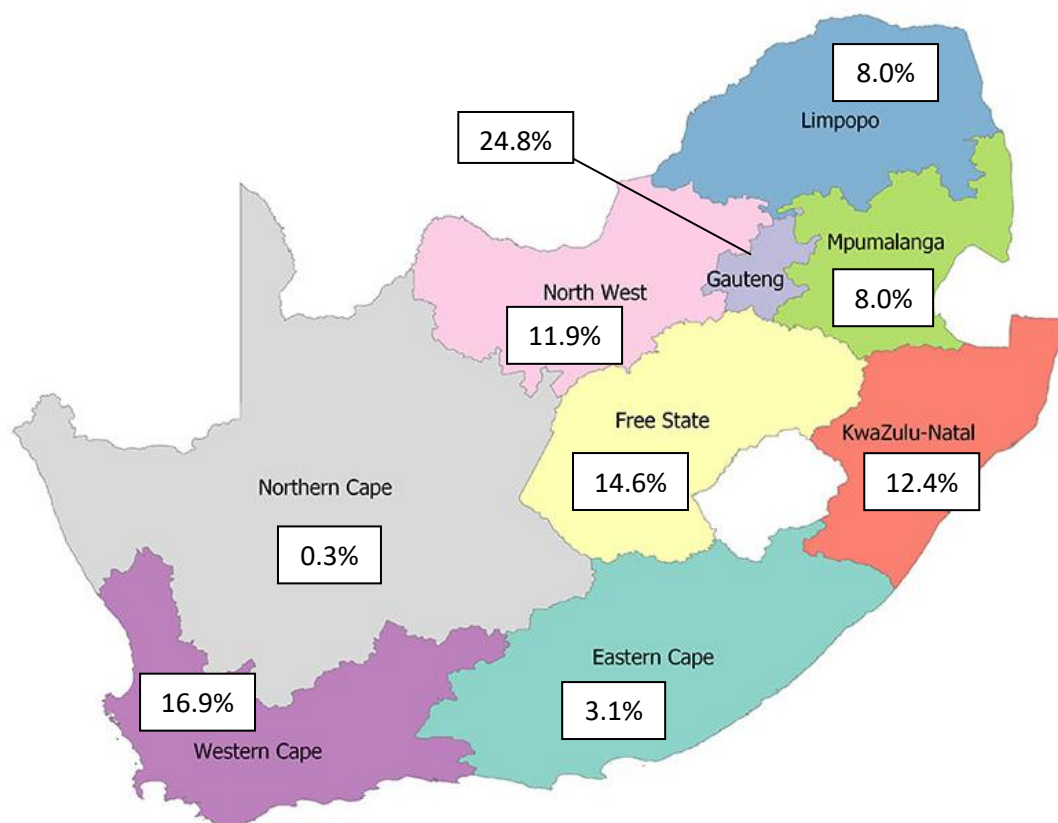 8.0%
Limpopo
24.8%
Mpumalanga
8.0%
Gauteng
North West
11.9%
Free State
14.6%
KwaZulu-Natal
12.4%
Northern Cape
0.3%
Eastern Cape
3.1%
16.9%
Western Cape